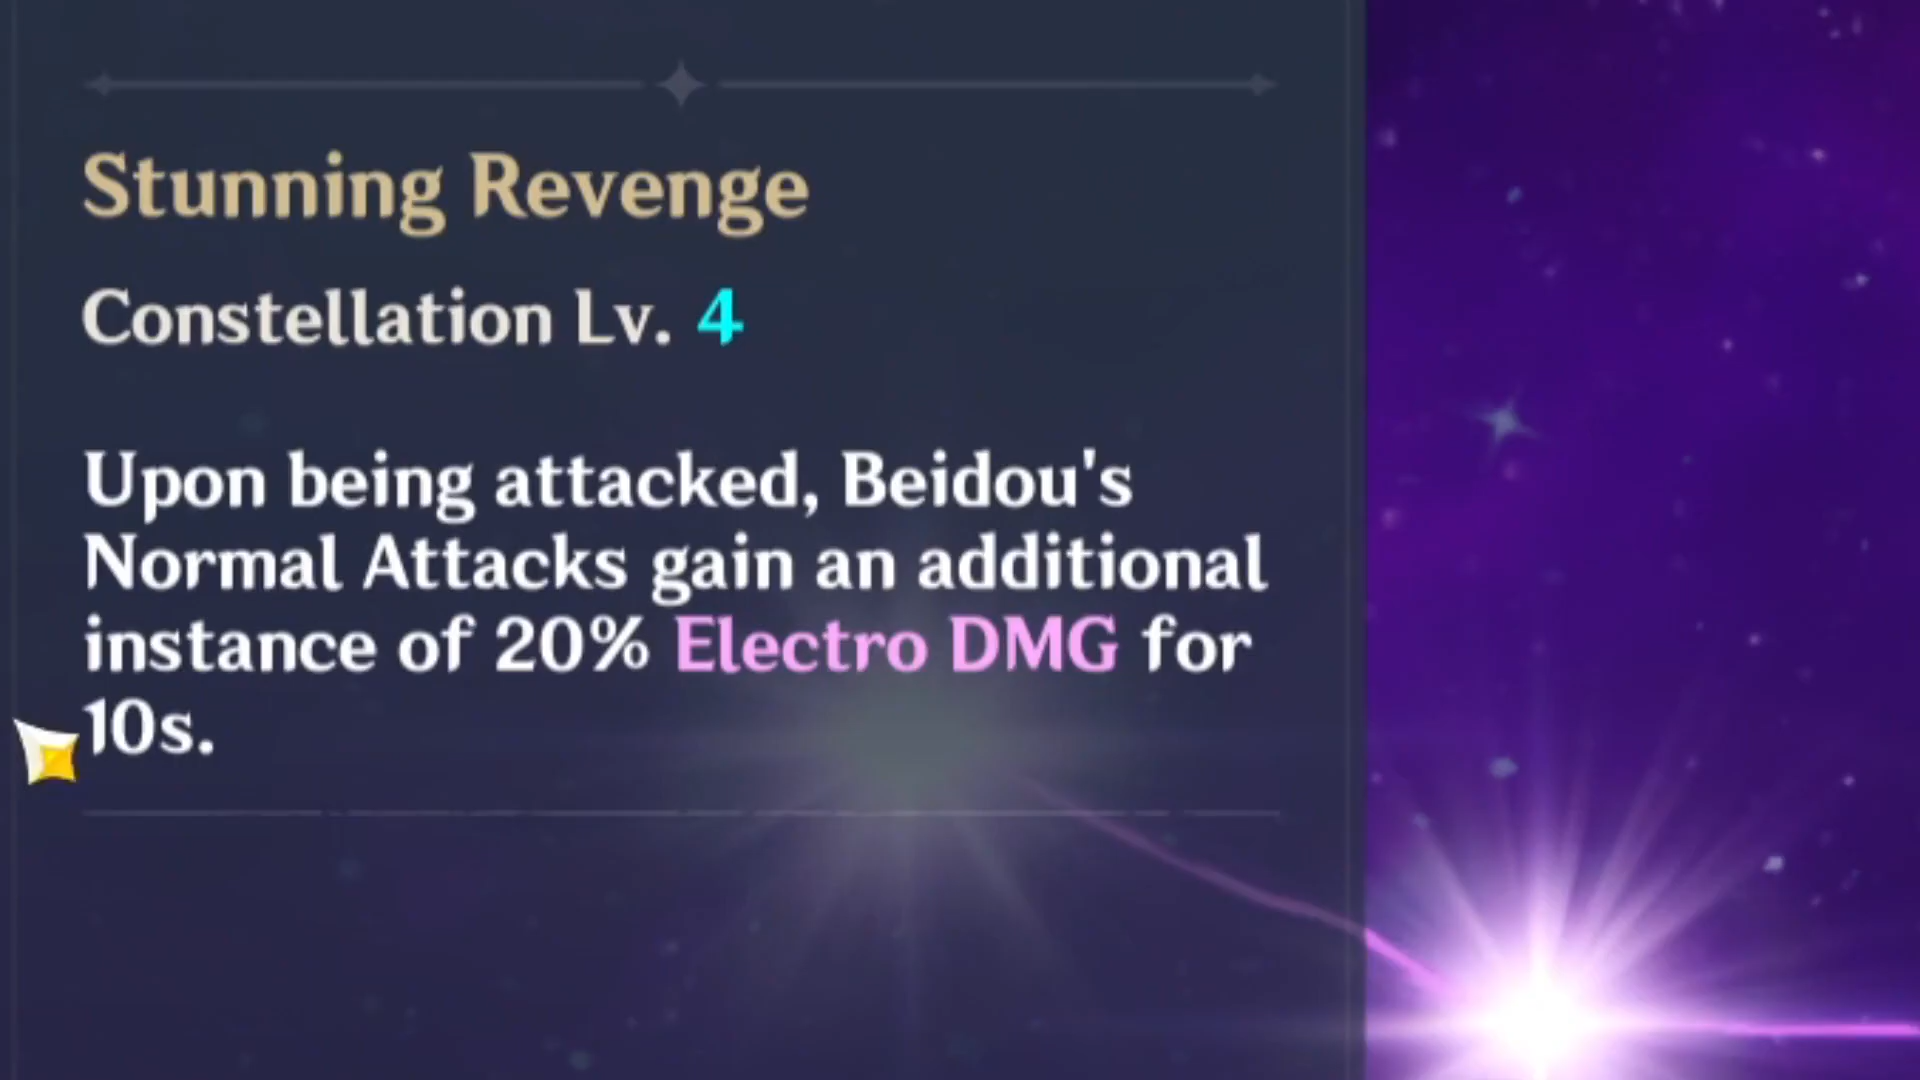 Stunning Revenge
Constellation Lv. 4
Upon being attacked, Beidou's
Normal Attacks gain an additional
instance of 20% Electro DMG for
10s.